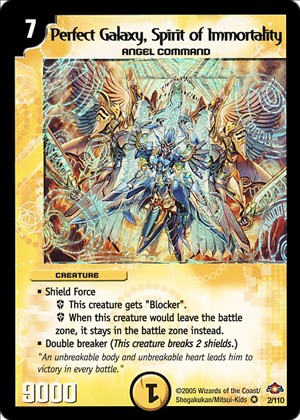 7
Perfect Galaxy, Spirit of Immortality
ANGEL COMMAND
CREATURE
▪ Shield Force
This creature gets "Blocker".
When this creature would leave the battle
zone, it stays in the battle zone instead.
▪ Double breaker (This creature breaks 2 shields.)
"An unbreakable body and unbreakable heart leads him to
victory in every battle."
9000
1
©2005 Wizards of the Coast/
Shogakukan/Mitsui-Kids 2/110